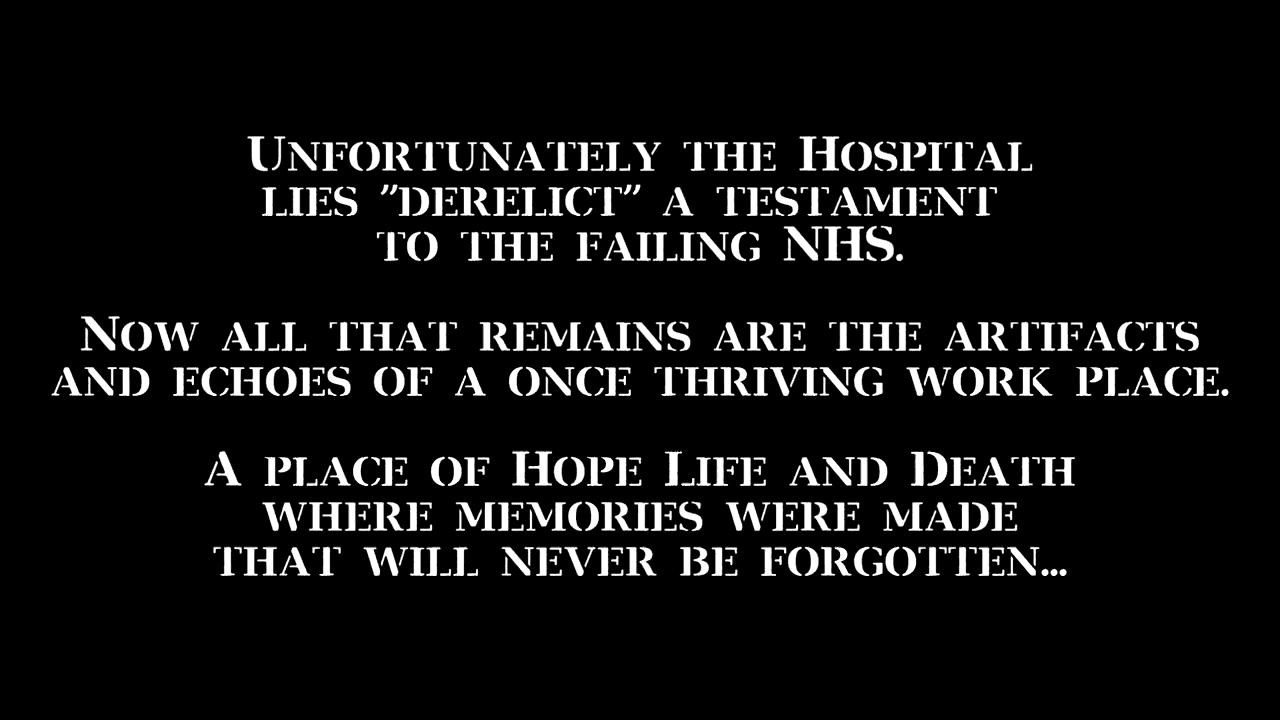 Unfortunately the Hospital
lies "derelict" a testament
to the failing NHS.
Now all that remains are the artifacts
and echoes of a once thriving work place.
A place of Hope Life and Death
where memories were made
that will never be forgotten...